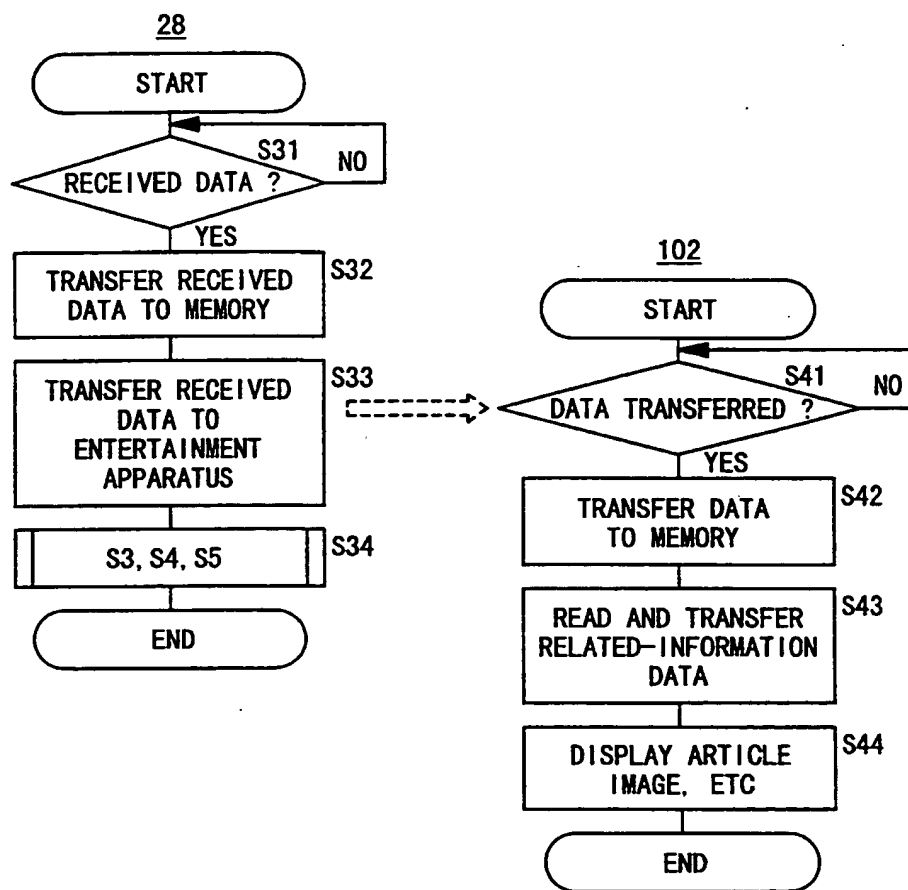 28
START
S31
NO
RECEIVED DATA ?
YES
TRANSFER RECEIVED
DATA TO MEMORY
S32
TRANSFER RECEIVED
DATA TO
ENTERTAINMENT
APPARATUS
S33
S3, S4, S5
S34
END
102
START
S41
NO
DATA TRANSFERRED ?
YES
TRANSFER DATA
TO MEMORY
S42
READ AND TRANSFER
RELATED-INFORMATION
DATA
S43
DISPLAY ARTICLE
IMAGE, ETC
S44
END